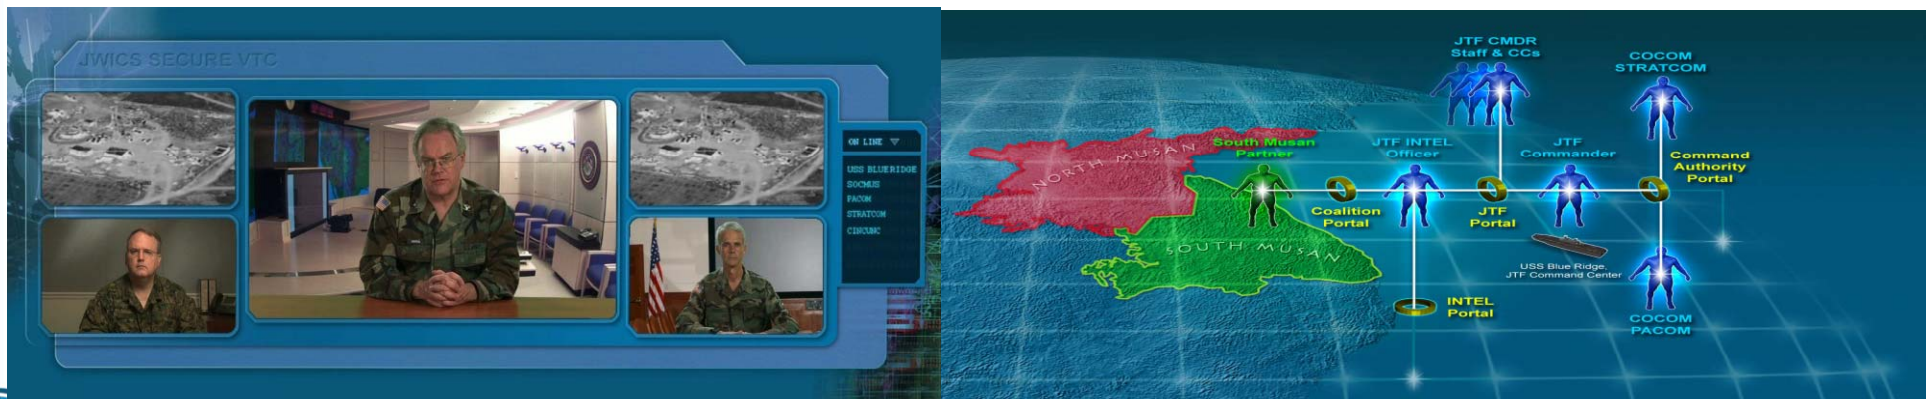 JWICS SECURE VTC
ON LINE
USS BLUE RIDGE
SOCMUS
PACOM
STRATCOM
CINCUNC
JTF CMDR
Staff & CCs
COCOM
STRATCOM
NORTH MUSAN
South Musan
Partner
JTF INTEL
Officer
JTF
Commander
Command
Authority
Portal
Coalition
Portal
JTF
Portal
SOUTH MUSAN
USS Blue Ridge,
JTF Command Center
INTEL
Portal
COCOM
PACOM